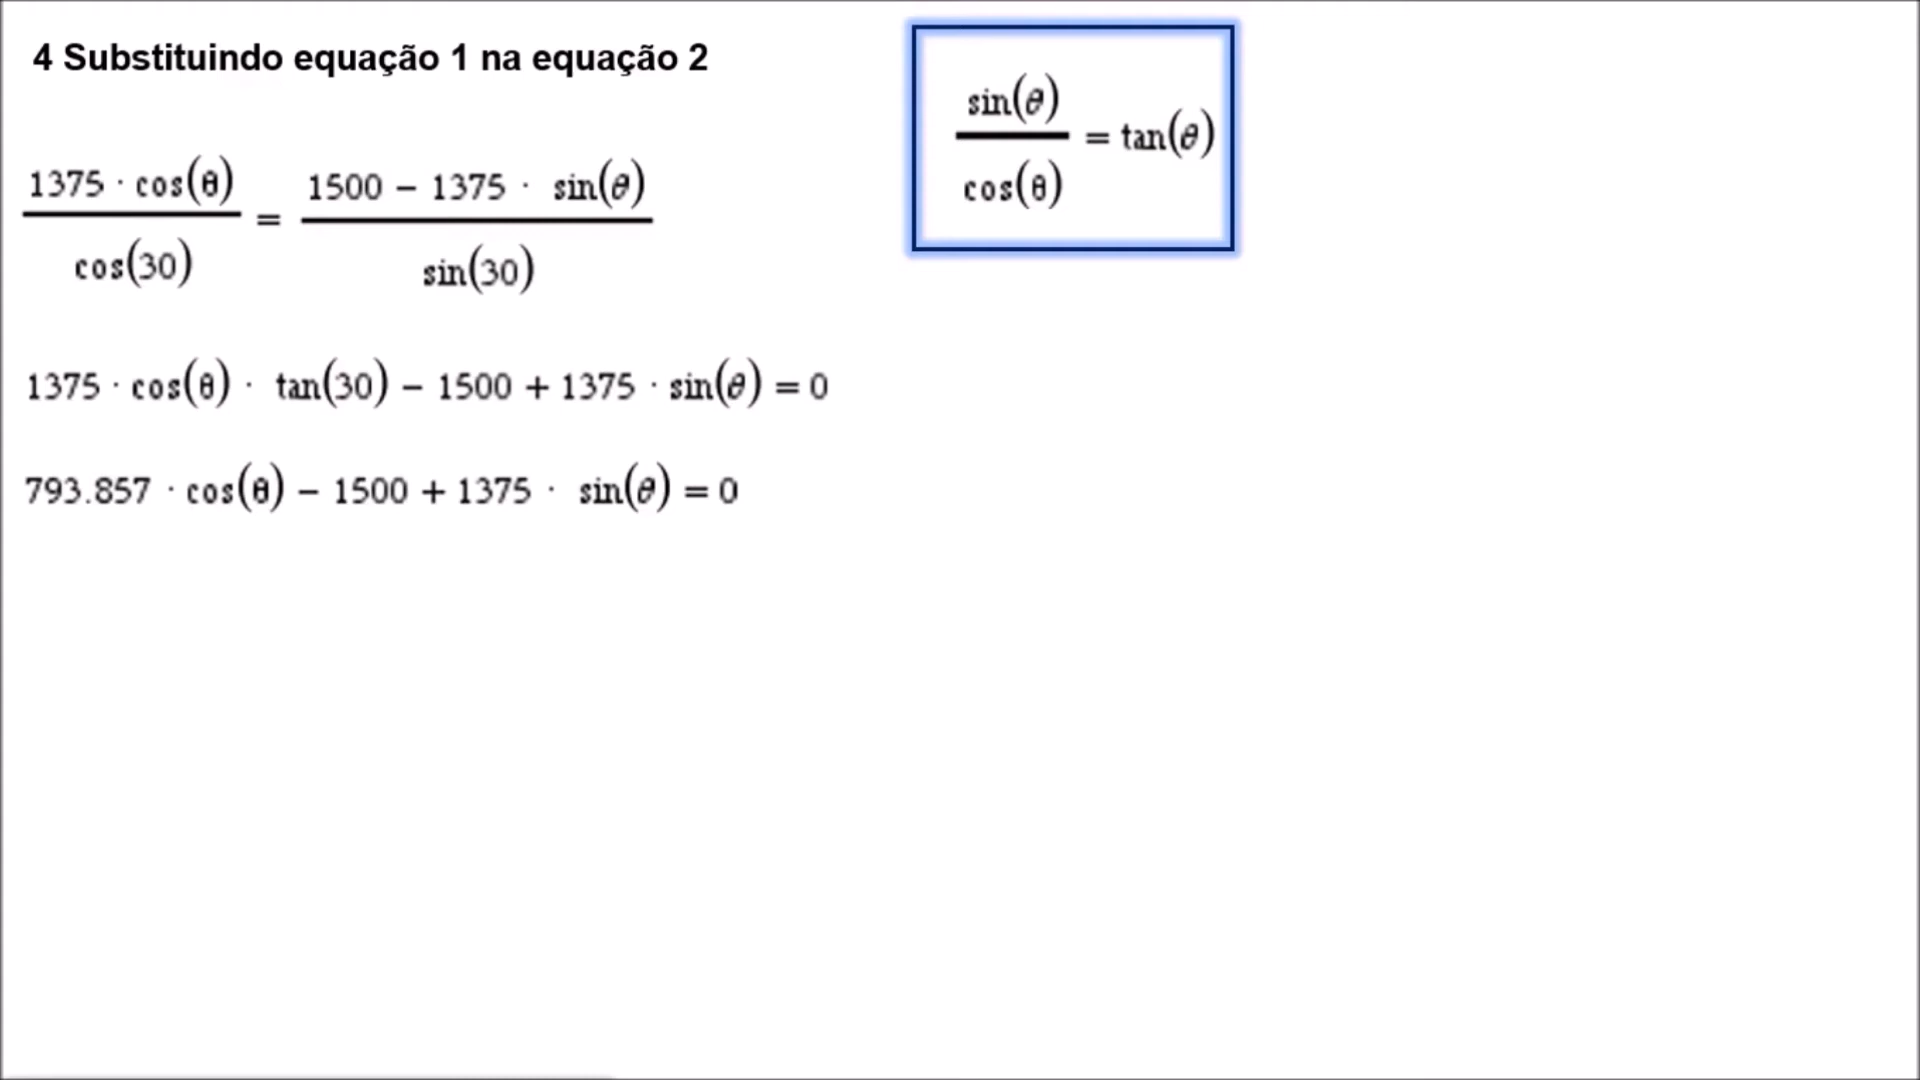 4 Substituindo equação 1 na equação 2
1375 · cos(θ) / cos(30) = 1500 − 1375 · sin(θ) / sin(30)
sin(θ) / cos(θ) = tan(θ)
1375 · cos(θ) · tan(30) − 1500 + 1375 · sin(θ) = 0
793.857 · cos(θ) − 1500 + 1375 · sin(θ) = 0